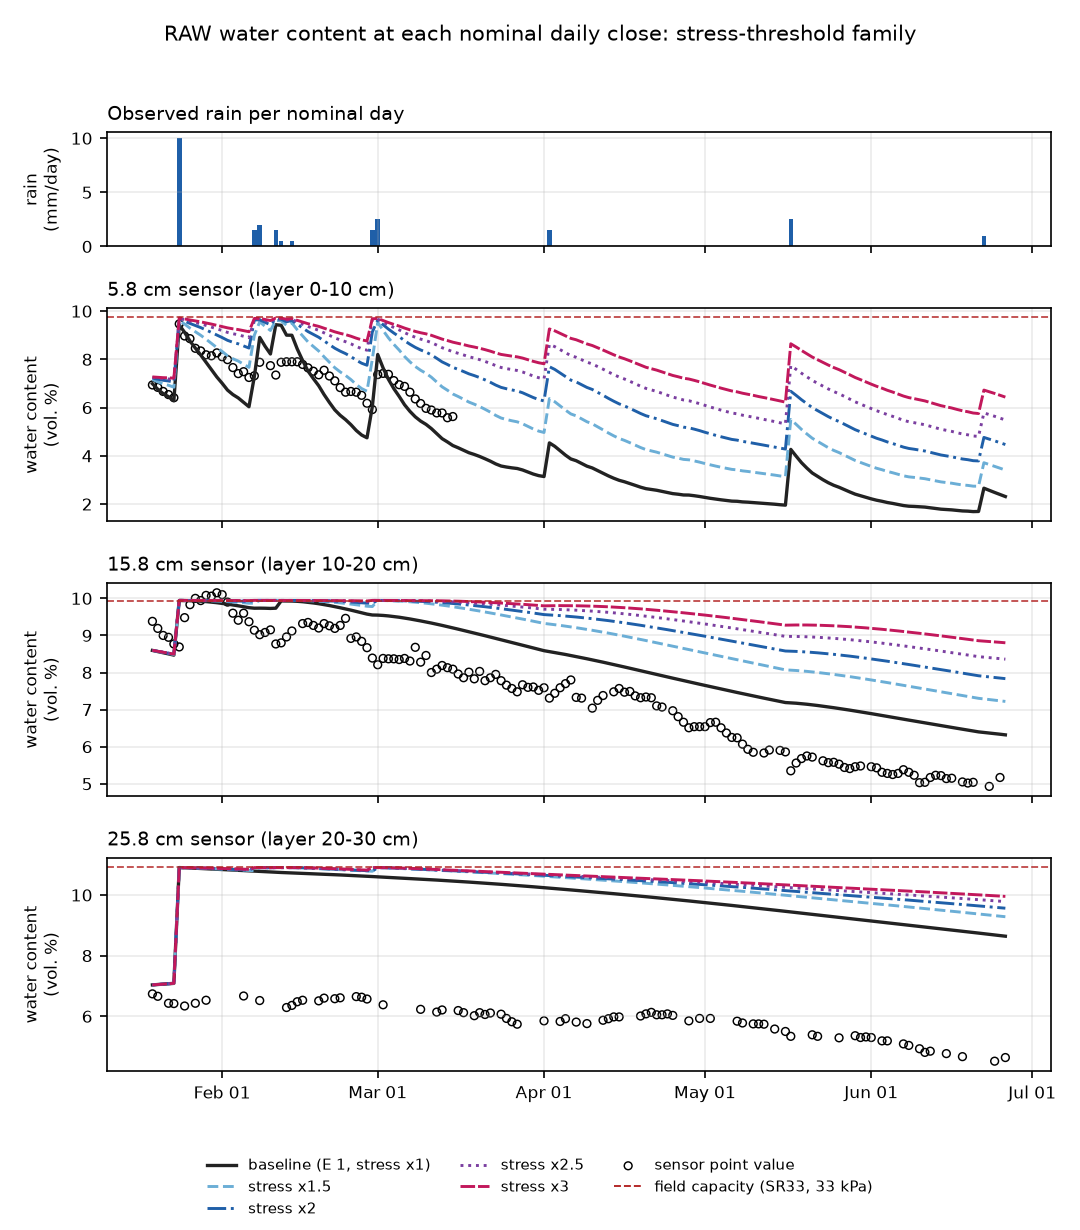 RAW water content at each nominal daily close: stress-threshold family
Observed rain per nominal day
10
5
0
rain
(mm/day)
5.8 cm sensor (layer 0-10 cm)
10
8
6
4
2
water content
(vol. %)
15.8 cm sensor (layer 10-20 cm)
10
9
8
7
6
5
water content
(vol. %)
25.8 cm sensor (layer 20-30 cm)
10
8
6
water content
(vol. %)
Feb 01 Mar 01 Apr 01 May 01 Jun 01 Jul 01
baseline (E 1, stress x1)
stress x1.5
stress x2
stress x2.5
stress x3
sensor point value
field capacity (SR33, 33 kPa)